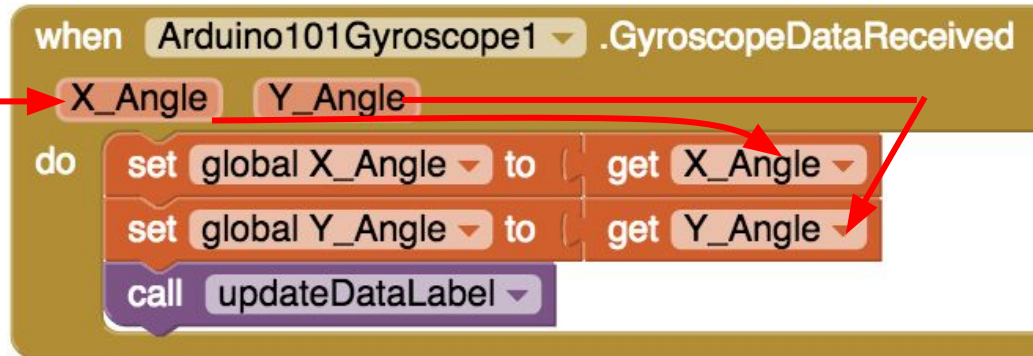 when Arduino101Gyroscope1 .GyroscopeDataReceived
X_Angle Y_Angle
do set global X_Angle to get X_Angle
set global Y_Angle to get Y_Angle
call updateDataLabel